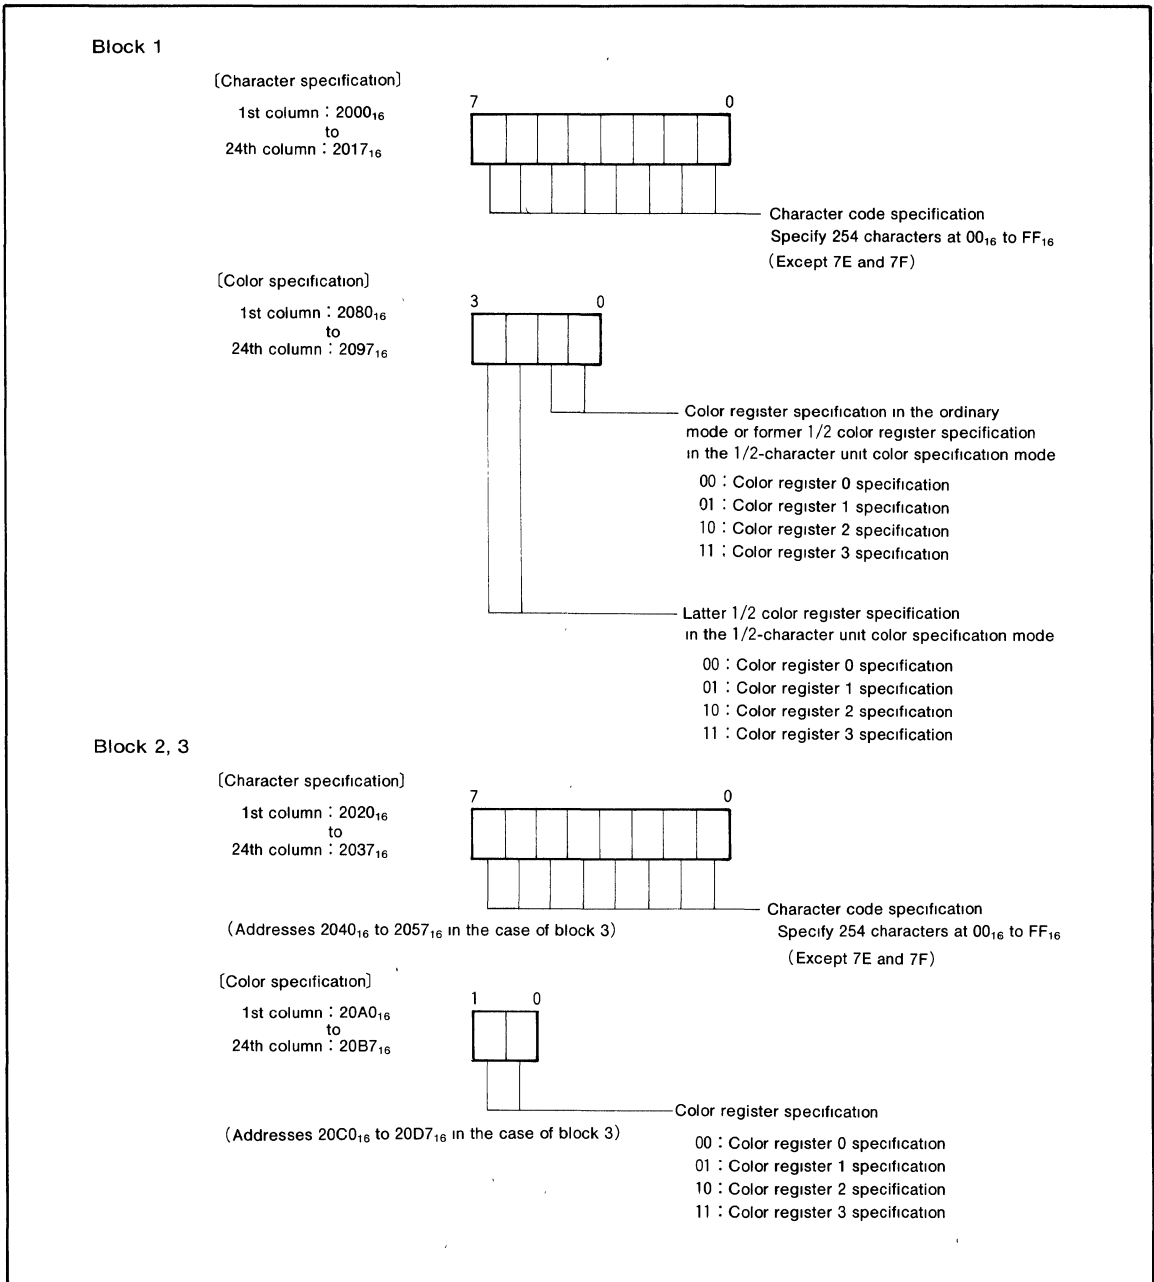 Block 1
〔Character specification〕
1st column : 2000₁₆
to
24th column : 2017₁₆
7 0
Character code specification
Specify 254 characters at 00₁₆ to FF₁₆
(Except 7E and 7F)
〔Color specification〕
1st column : 2080₁₆
to
24th column : 2097₁₆
3 0
Color register specification in the ordinary
mode or former 1/2 color register specification
in the 1/2-character unit color specification mode
00 : Color register 0 specification
01 : Color register 1 specification
10 : Color register 2 specification
11 : Color register 3 specification
Latter 1/2 color register specification
in the 1/2-character unit color specification mode
00 : Color register 0 specification
01 : Color register 1 specification
10 : Color register 2 specification
11 : Color register 3 specification
Block 2, 3
〔Character specification〕
1st column : 2020₁₆
to
24th column : 2037₁₆
7 0
Character code specification
Specify 254 characters at 00₁₆ to FF₁₆
(Except 7E and 7F)
(Addresses 2040₁₆ to 2057₁₆ in the case of block 3)
〔Color specification〕
1st column : 20A0₁₆
to
24th column : 20B7₁₆
1 0
Color register specification
(Addresses 20C0₁₆ to 20D7₁₆ in the case of block 3)
00 : Color register 0 specification
01 : Color register 1 specification
10 : Color register 2 specification
11 : Color register 3 specification